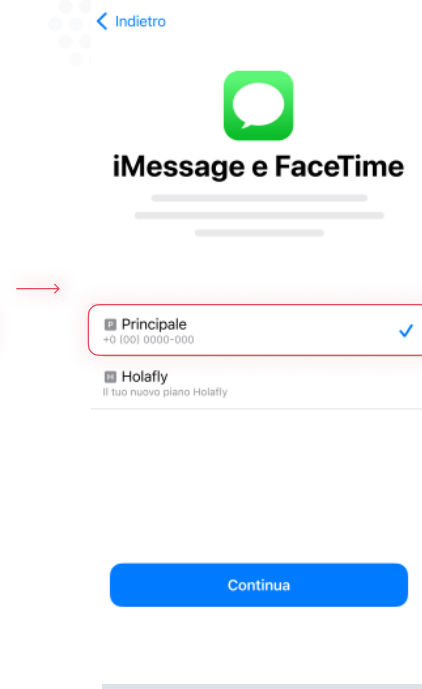 Indietro
iMessage e FaceTime
P Principale
+0 (00) 0000-000
H Holafly
Il tuo nuovo piano Holafly
Continua